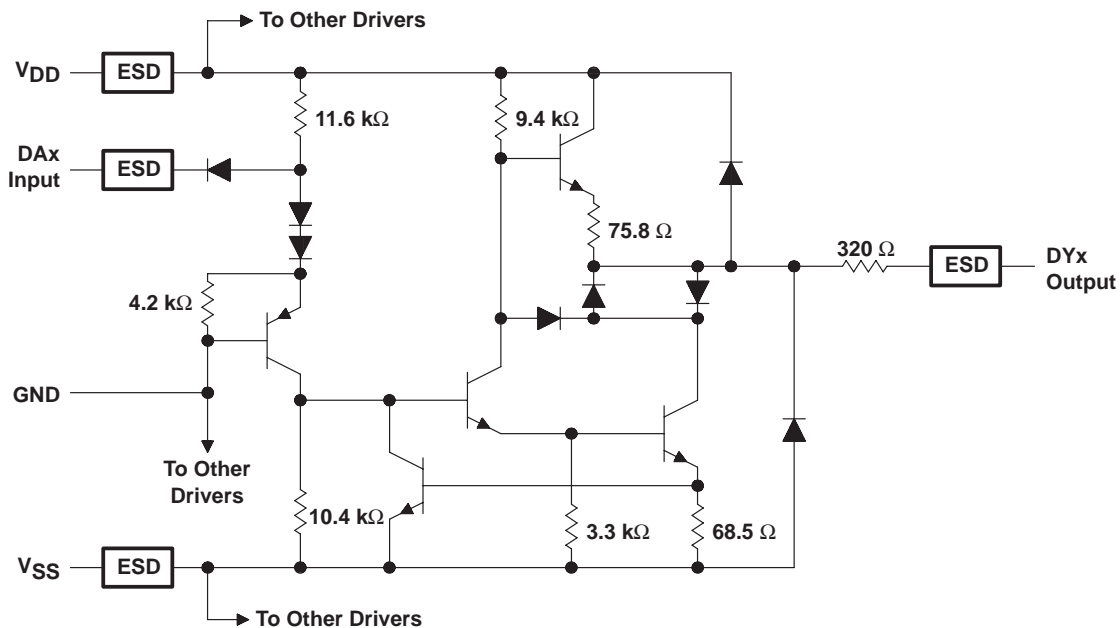 To Other Drivers
VDD
ESD
11.6 kΩ
9.4 kΩ
DAx
Input
ESD
75.8 Ω
320 Ω
ESD
DYx
Output
4.2 kΩ
GND
To Other
Drivers
10.4 kΩ
3.3 kΩ
68.5 Ω
VSS
ESD
To Other Drivers